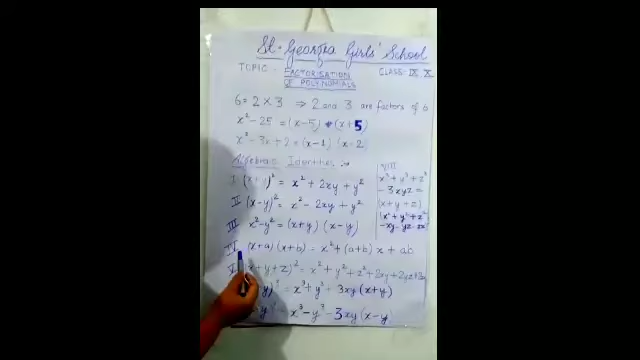 St. Geortra Girls' School
TOPIC - FACTORISATION OF POLYNOMIALS
CLASS: IX X
6 = 2 × 3 ⇒ 2 and 3 are factors of 6
x² - 25 = (x-5) (x+5)
x² - 3x + 2 = (x-1) (x-2)
Algebraic Identities :-
I (x+y)² = x² + 2xy + y²
II (x-y)² = x² - 2xy + y²
III x² - y² = (x+y) (x-y)
IV (x+a) (x+b) = x² + (a+b) x + ab
V (x+y+z)² = x² + y² + z² + 2xy + 2yz +
y)³ = x³ + y³ + 3xy (x+y)
y)³ = x³ - y³ - 3xy (x-y)
VIII
x³ + y³ + z³
- 3xyz =
(x+y+z)
(x² + y² + z²
-xy -yz -zx)